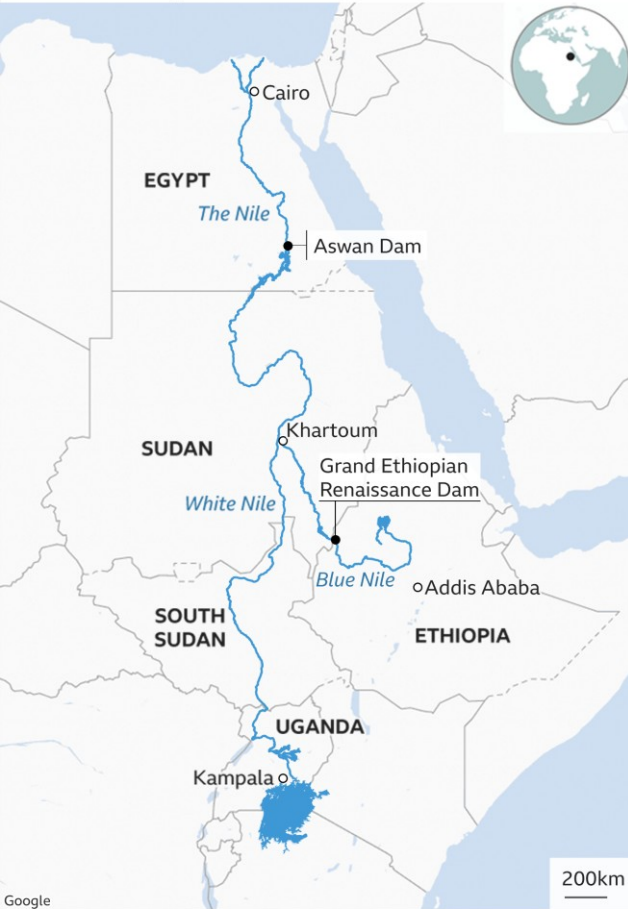 Cairo
EGYPT
The Nile
Aswan Dam
Khartoum
SUDAN
Grand Ethiopian
Renaissance Dam
White Nile
Blue Nile
Addis Ababa
SOUTH
SUDAN
ETHIOPIA
UGANDA
Kampala
200km
Google